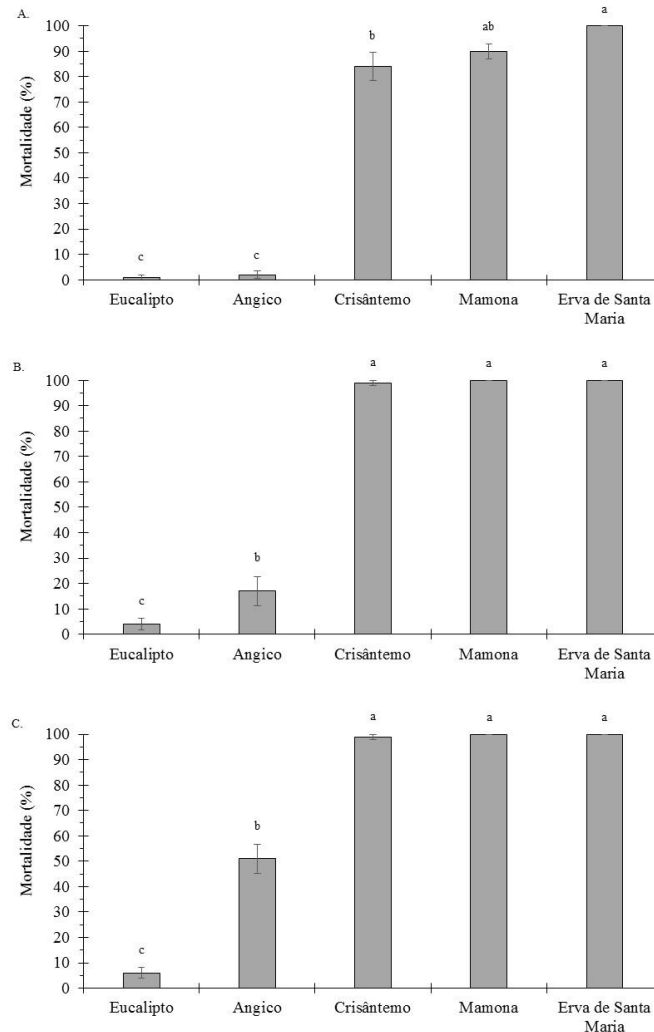 A.
Mortalidade (%)
100
90
80
70
60
50
40
30
20
10
0
c
c
b
ab
a
Eucalipto
Angico
Crisântemo
Mamona
Erva de Santa
Maria
B.
Mortalidade (%)
100
90
80
70
60
50
40
30
20
10
0
c
b
a
a
a
Eucalipto
Angico
Crisântemo
Mamona
Erva de Santa
Maria
C.
Mortalidade (%)
100
90
80
70
60
50
40
30
20
10
0
c
b
a
a
a
Eucalipto
Angico
Crisântemo
Mamona
Erva de Santa
Maria